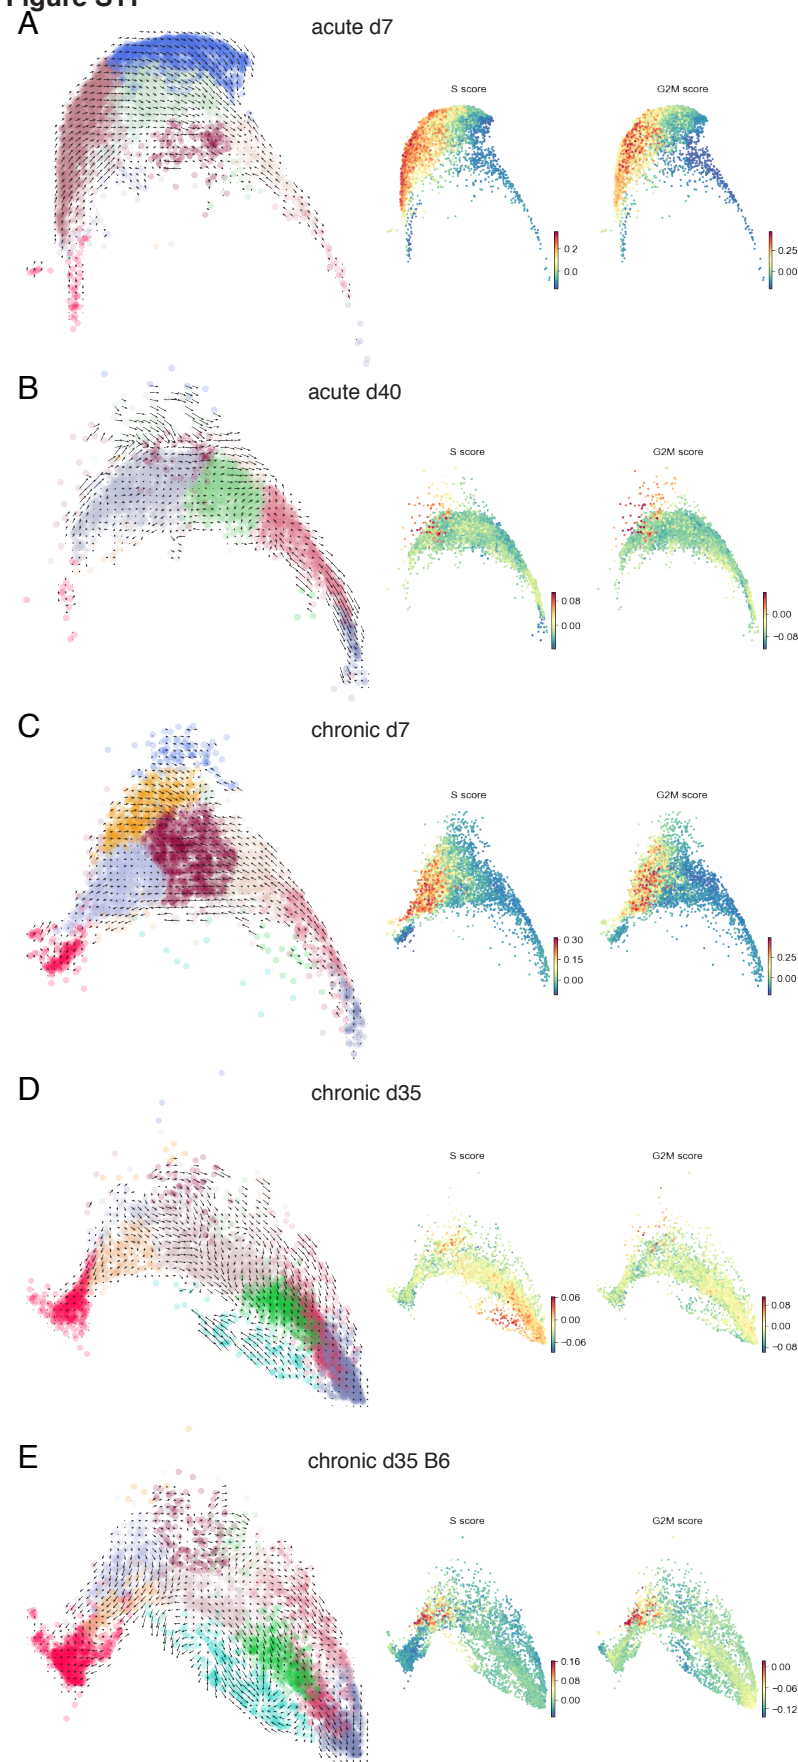 A
acute d7
S score
G2M score
0.2
0.0
0.25
0.00
B
acute d40
S score
G2M score
0.08
0.00
0.00
−0.08
C
chronic d7
S score
G2M score
0.30
0.15
0.00
0.25
0.00
D
chronic d35
S score
G2M score
0.06
0.00
−0.06
0.08
0.00
−0.08
E
chronic d35 B6
S score
G2M score
0.16
0.08
0.00
0.00
−0.06
−0.12